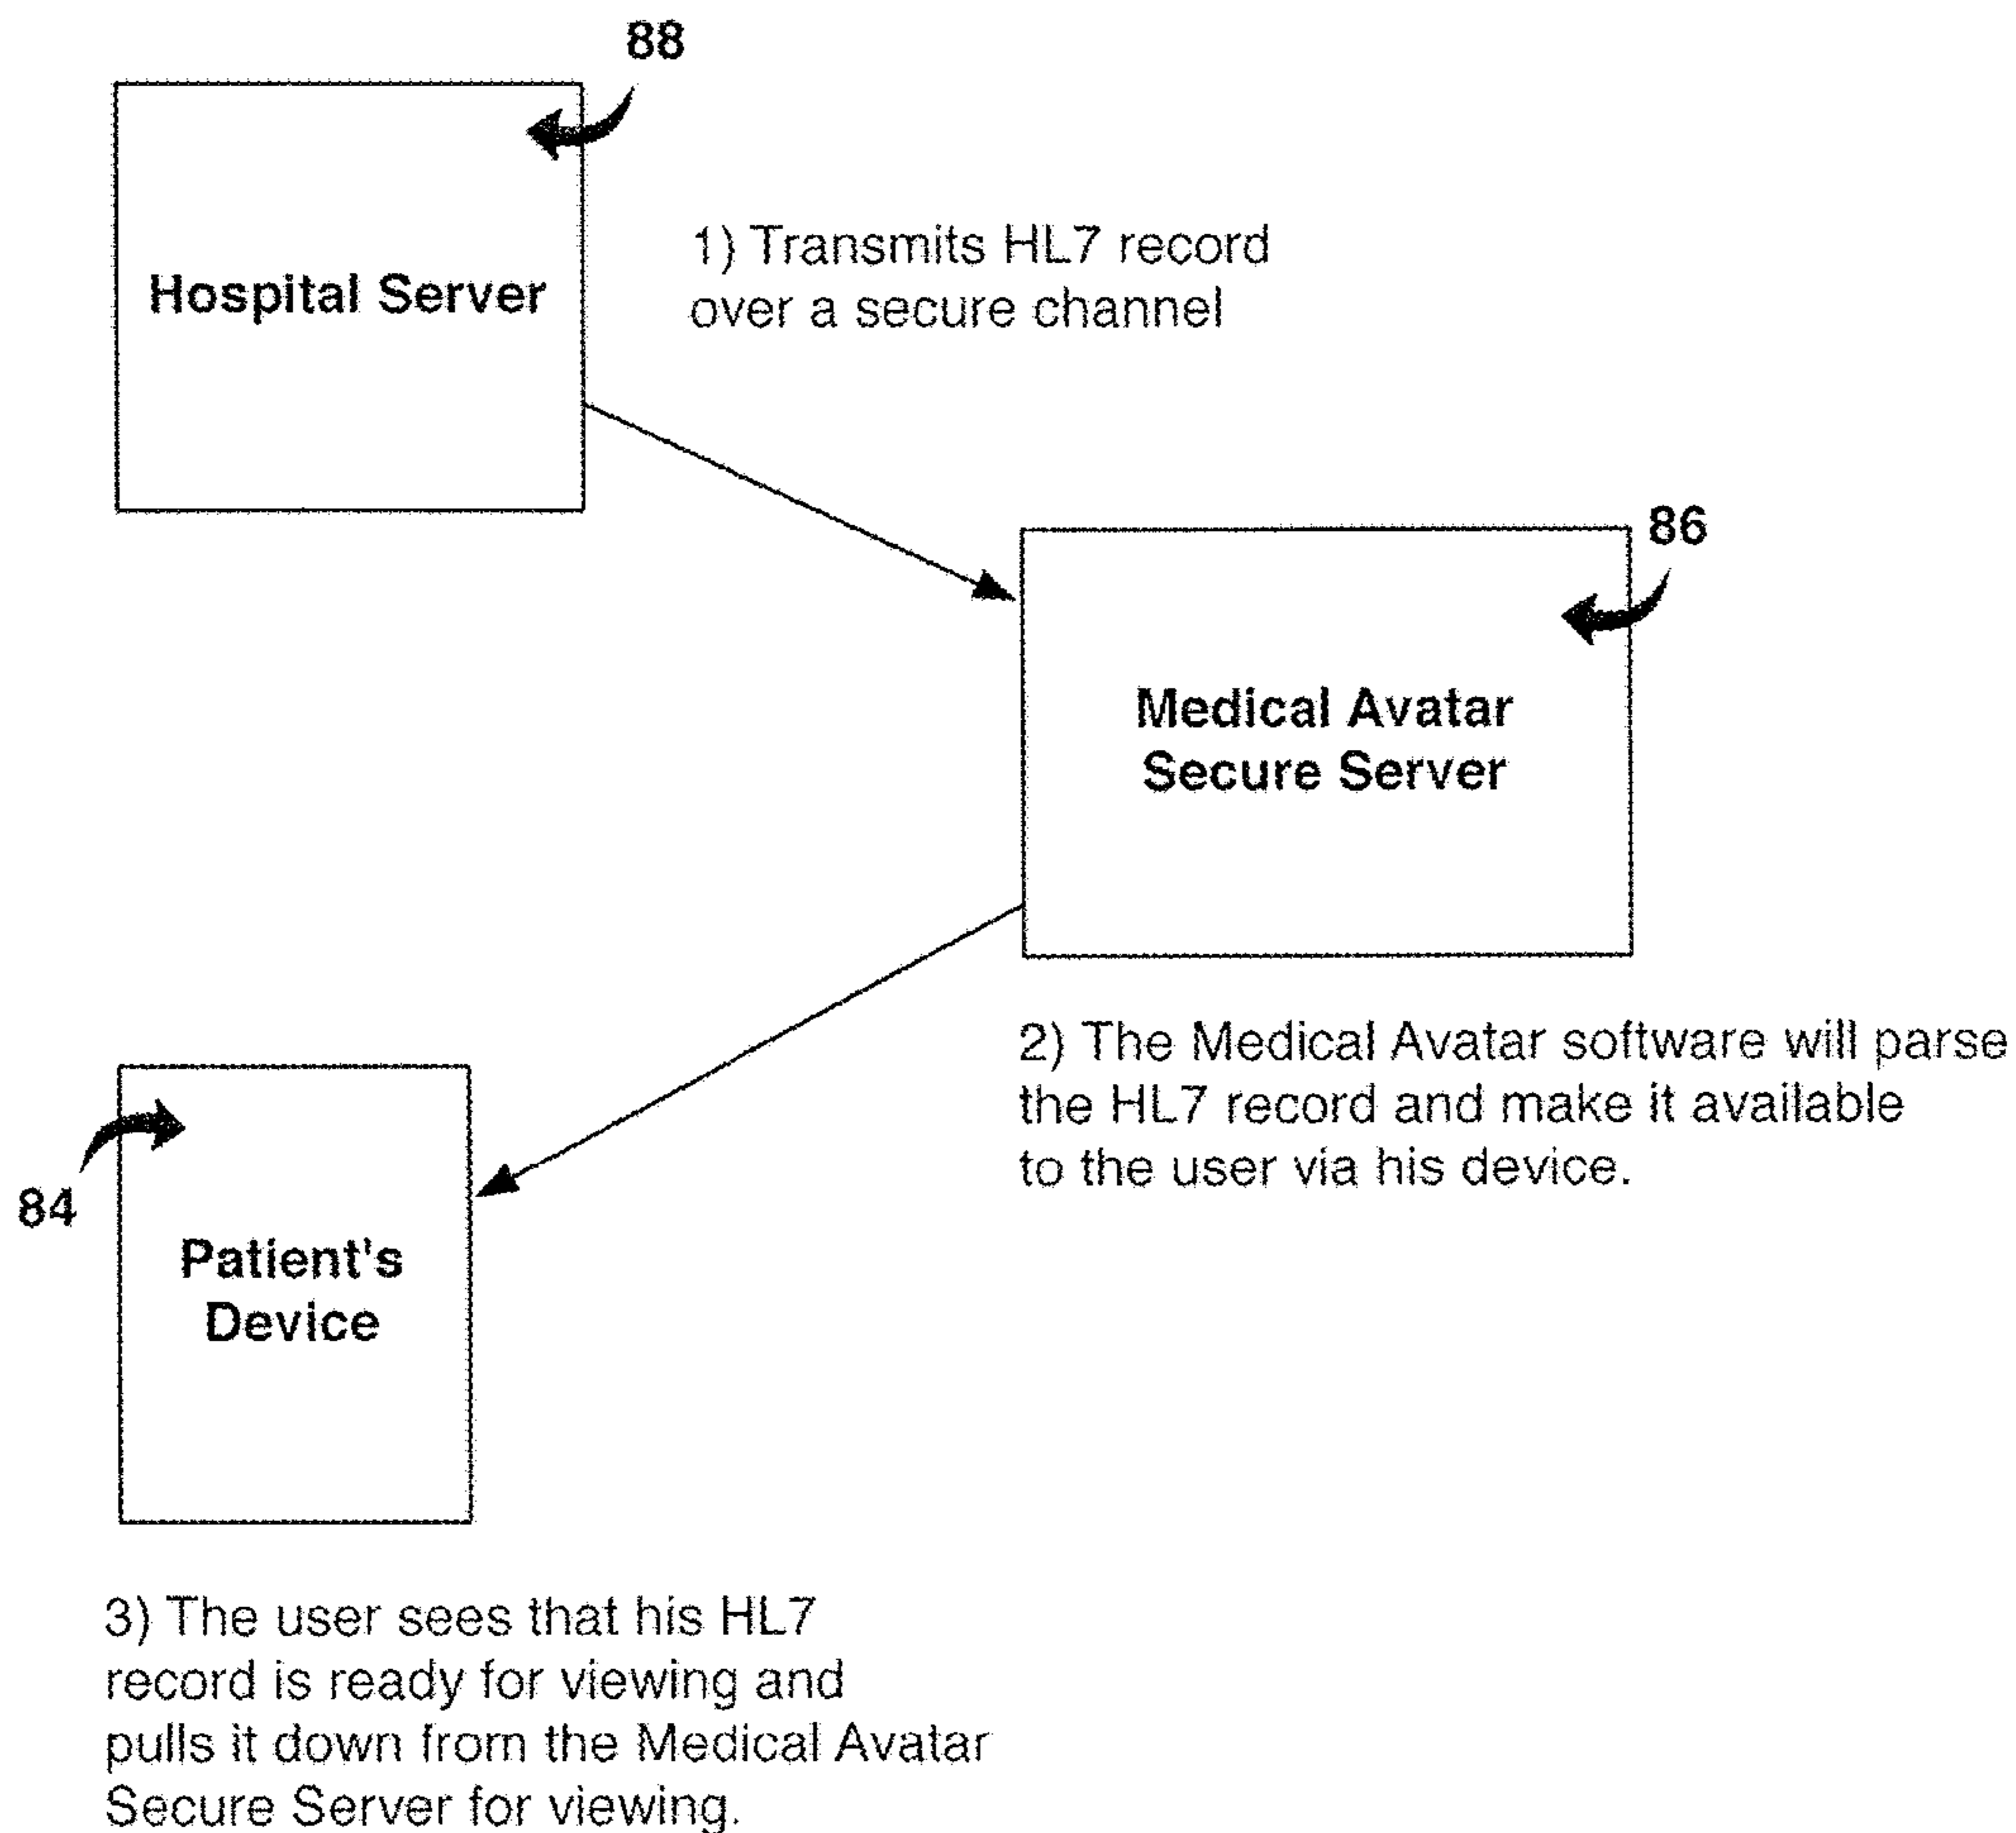 88
Hospital Server
1) Transmits HL7 record
over a secure channel
86
Medical Avatar
Secure Server
2) The Medical Avatar software will parse
the HL7 record and make it available
to the user via his device.
84
Patient's
Device
3) The user sees that his HL7
record is ready for viewing and
pulls it down from the Medical Avatar
Secure Server for viewing.